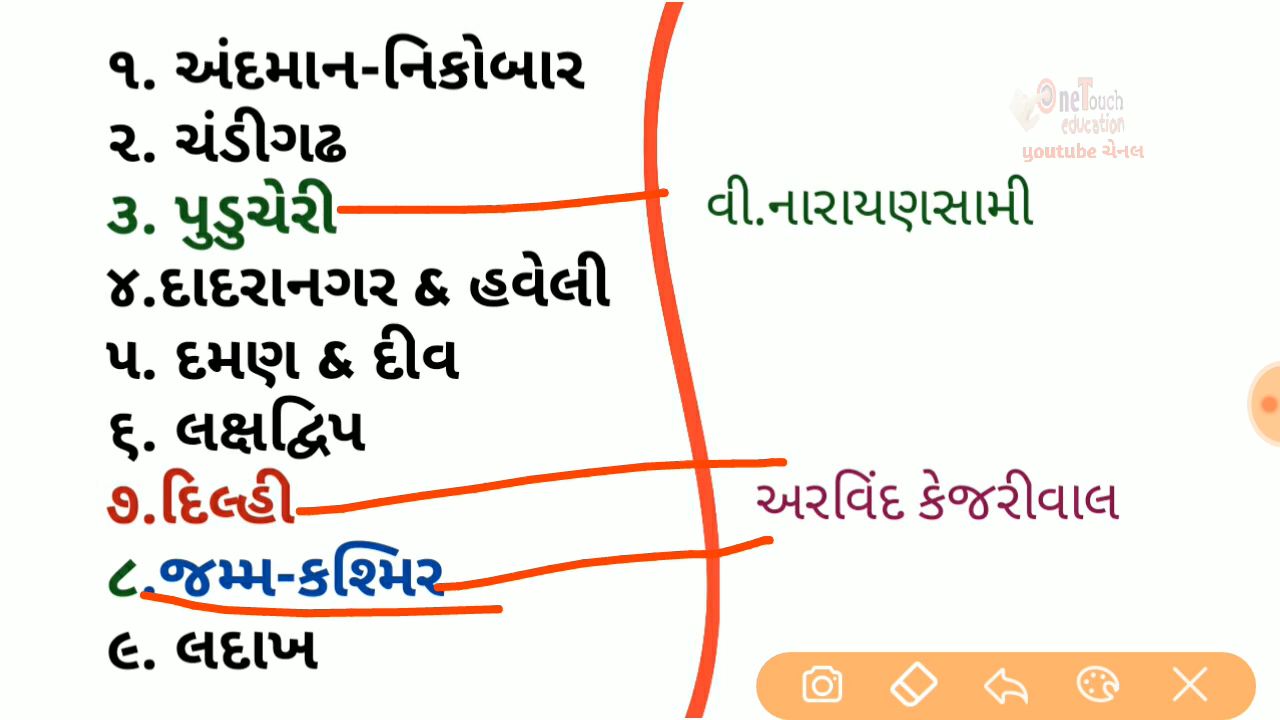 ૧. અંદમાન-નિકોબાર
૨. ચંડીગઢ
૩. પુડુચેરી
વી.નારાયણસામી
૪.દાદરાનગર & હવેલી
૫. દમણ & દીવ
૬. લક્ષદ્વિપ
૭.દિલ્હી
અરવિંદ કેજરીવાલ
૮.જમ્મ-કશ્મિર
૯. લદાખ
OneTouch
education
youtube ચેનલ